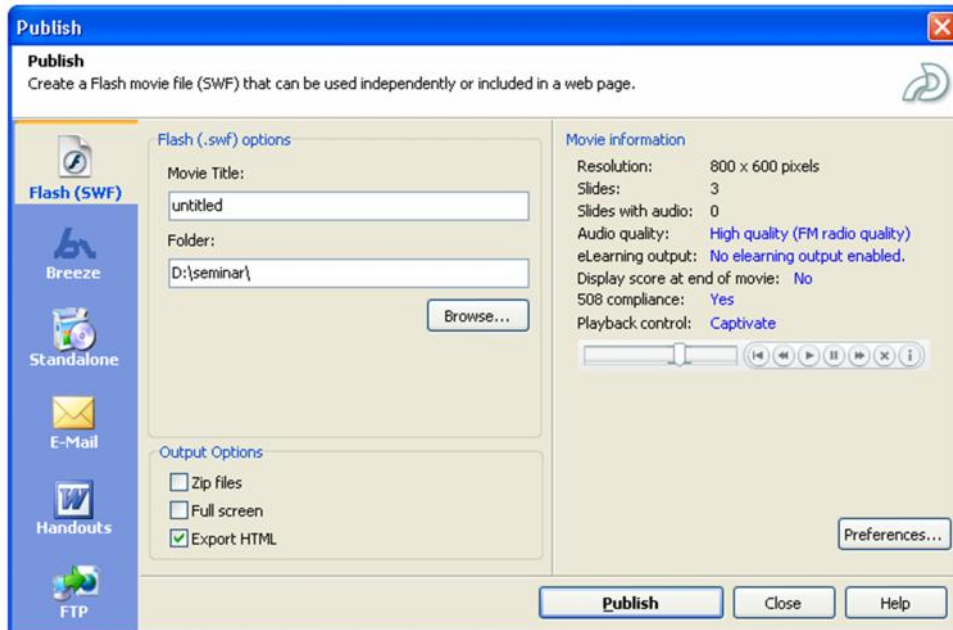 Publish
Publish
Create a Flash movie file (SWF) that can be used independently or included in a web page.
Flash (SWF)
Breeze
Standalone
E-Mail
Handouts
FTP
Flash (.swf) options
Movie Title:
untitled
Folder:
D:\seminar\
Browse...
Output Options
Zip files
Full screen
Export HTML
Movie information
Resolution: 800 x 600 pixels
Slides: 3
Slides with audio: 0
Audio quality: High quality (FM radio quality)
eLearning output: No elearning output enabled.
Display score at end of movie: No
508 compliance: Yes
Playback control: Captivate
Preferences...
Publish Close Help